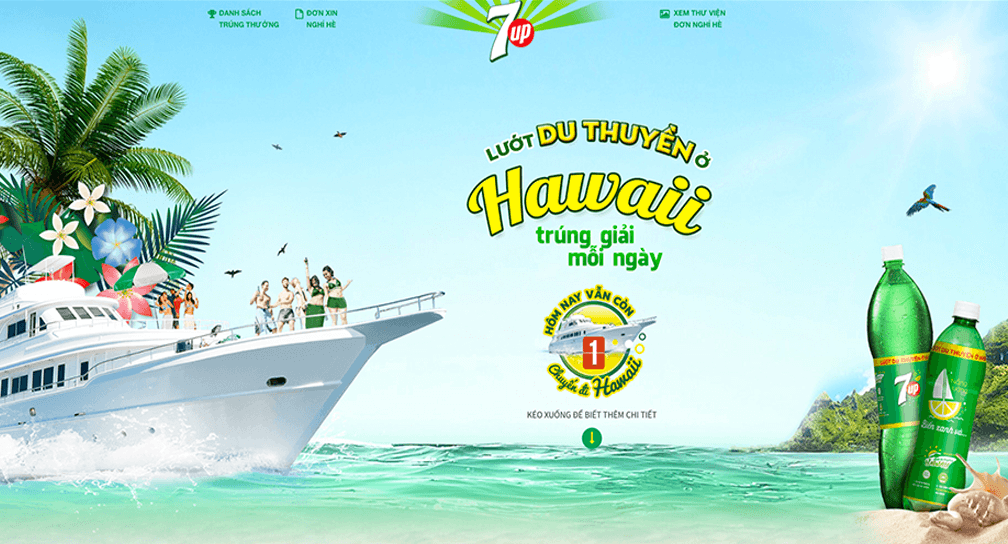 DANH SÁCH
TRÚNG THƯỞNG
ĐƠN XIN
NGHỈ HÈ
7up
XEM THƯ VIỆN
ĐƠN NGHỈ HÈ
LƯỚT DU THUYỀN Ở
Hawaii
trúng giải
mỗi ngày
HÔM NAY VẪN CÒN
1
Chuyến đi Hawaii
KÉO XUỐNG ĐỂ BIẾT THÊM CHI TIẾT
LƯỚT DU THUYỀN Ở
7up
DU THUYỀN Ở
Biển xanh và...